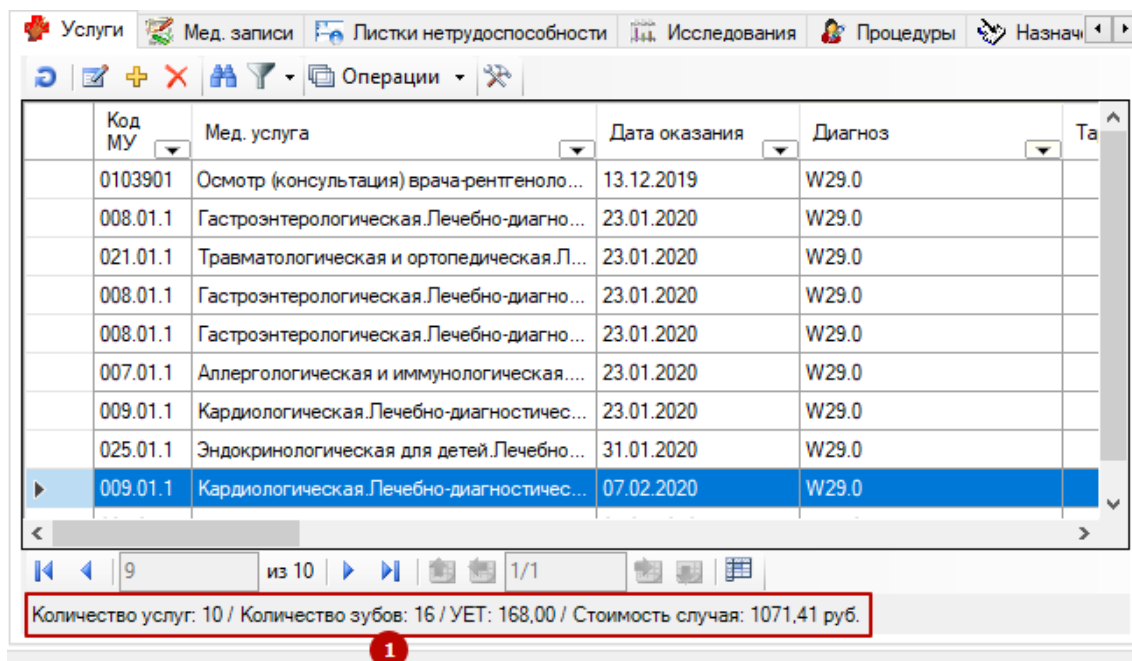 Услуги Мед. записи Листки нетрудоспособности Исследования Процедуры Назнач
Операции
Код МУ Мед. услуга Дата оказания Диагноз Та
0103901 Осмотр (консультация) врача-рентгеноло... 13.12.2019 W29.0
008.01.1 Гастроэнтерологическая.Лечебно-диагно... 23.01.2020 W29.0
021.01.1 Травматологическая и ортопедическая.Л... 23.01.2020 W29.0
008.01.1 Гастроэнтерологическая.Лечебно-диагно... 23.01.2020 W29.0
008.01.1 Гастроэнтерологическая.Лечебно-диагно... 23.01.2020 W29.0
007.01.1 Аллергологическая и иммунологическая.... 23.01.2020 W29.0
009.01.1 Кардиологическая.Лечебно-диагностичес... 23.01.2020 W29.0
025.01.1 Эндокринологическая для детей.Лечебно... 31.01.2020 W29.0
009.01.1 Кардиологическая.Лечебно-диагностичес... 07.02.2020 W29.0
9 из 10 1/1
Количество услуг: 10 / Количество зубов: 16 / УЕТ: 168,00 / Стоимость случая: 1071,41 руб.
1